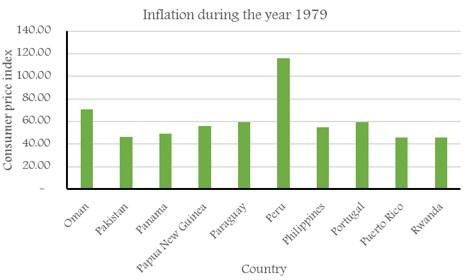 Inflation during the year 1979
Consumer price index
140.00
120.00
100.00
80.00
60.00
40.00
20.00
-
Oman
Pakistan
Panama
Papua New Guinea
Paraguay
Peru
Philippines
Portugal
Puerto Rico
Rwanda
Country